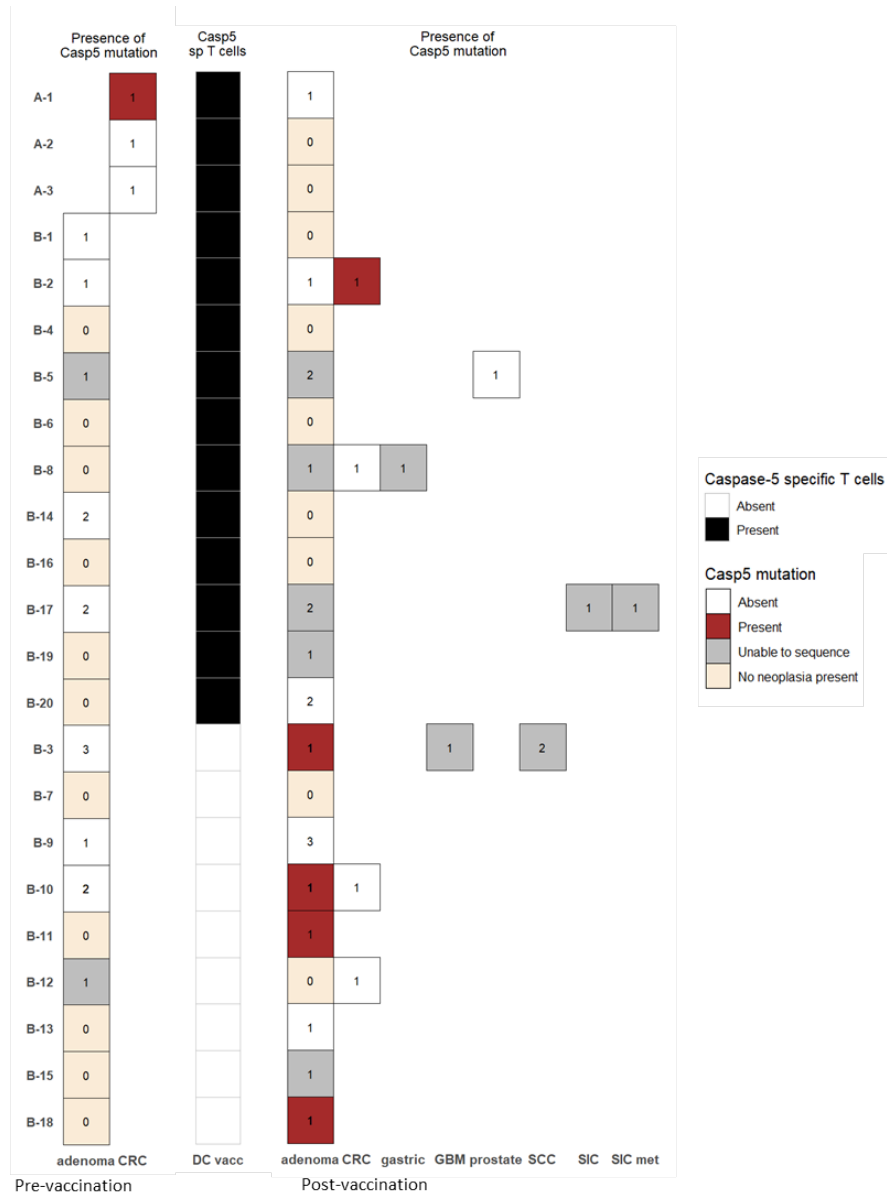 Presence of Casp5 mutation
Casp5 sp T cells
Presence of Casp5 mutation
A-1 1 1
A-2 1 0
A-3 1 0
B-1 1 0
B-2 1 1 1
B-4 0 0
B-5 1 2 1
B-6 0 0
B-8 0 1 1 1
B-14 2 0
B-16 0 0
B-17 2 2 1 1
B-19 0 1
B-20 0 2
B-3 3 1 1 2
B-7 0 0
B-9 1 3
B-10 2 1 1
B-11 0 1
B-12 1 0 1
B-13 0 1
B-15 0 1
B-18 0 1
adenoma CRC DC vacc adenoma CRC gastric GBM prostate SCC SIC SIC met
Pre-vaccination Post-vaccination
Caspase-5 specific T cells
Absent
Present
Casp5 mutation
Absent
Present
Unable to sequence
No neoplasia present